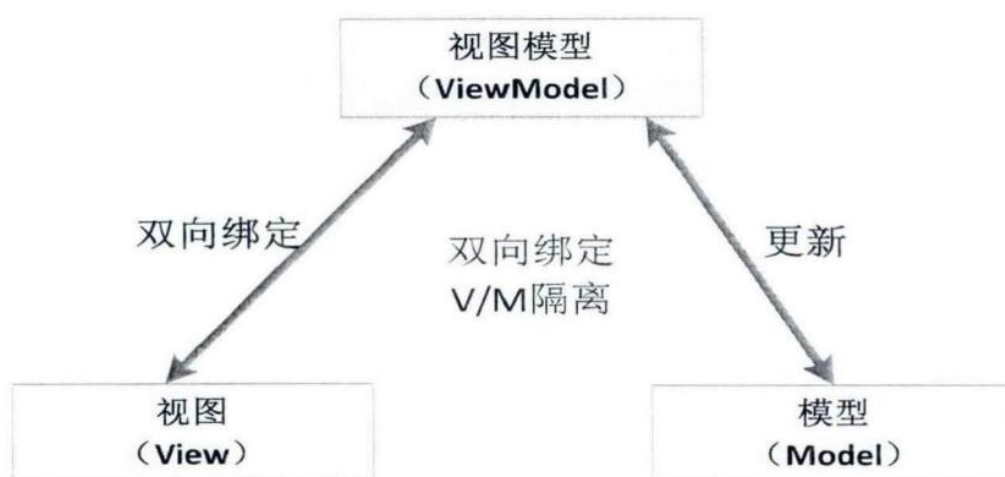 视图模型
（ViewModel）
双向绑定
双向绑定
V/M隔离
更新
视图
（View）
模型
（Model）